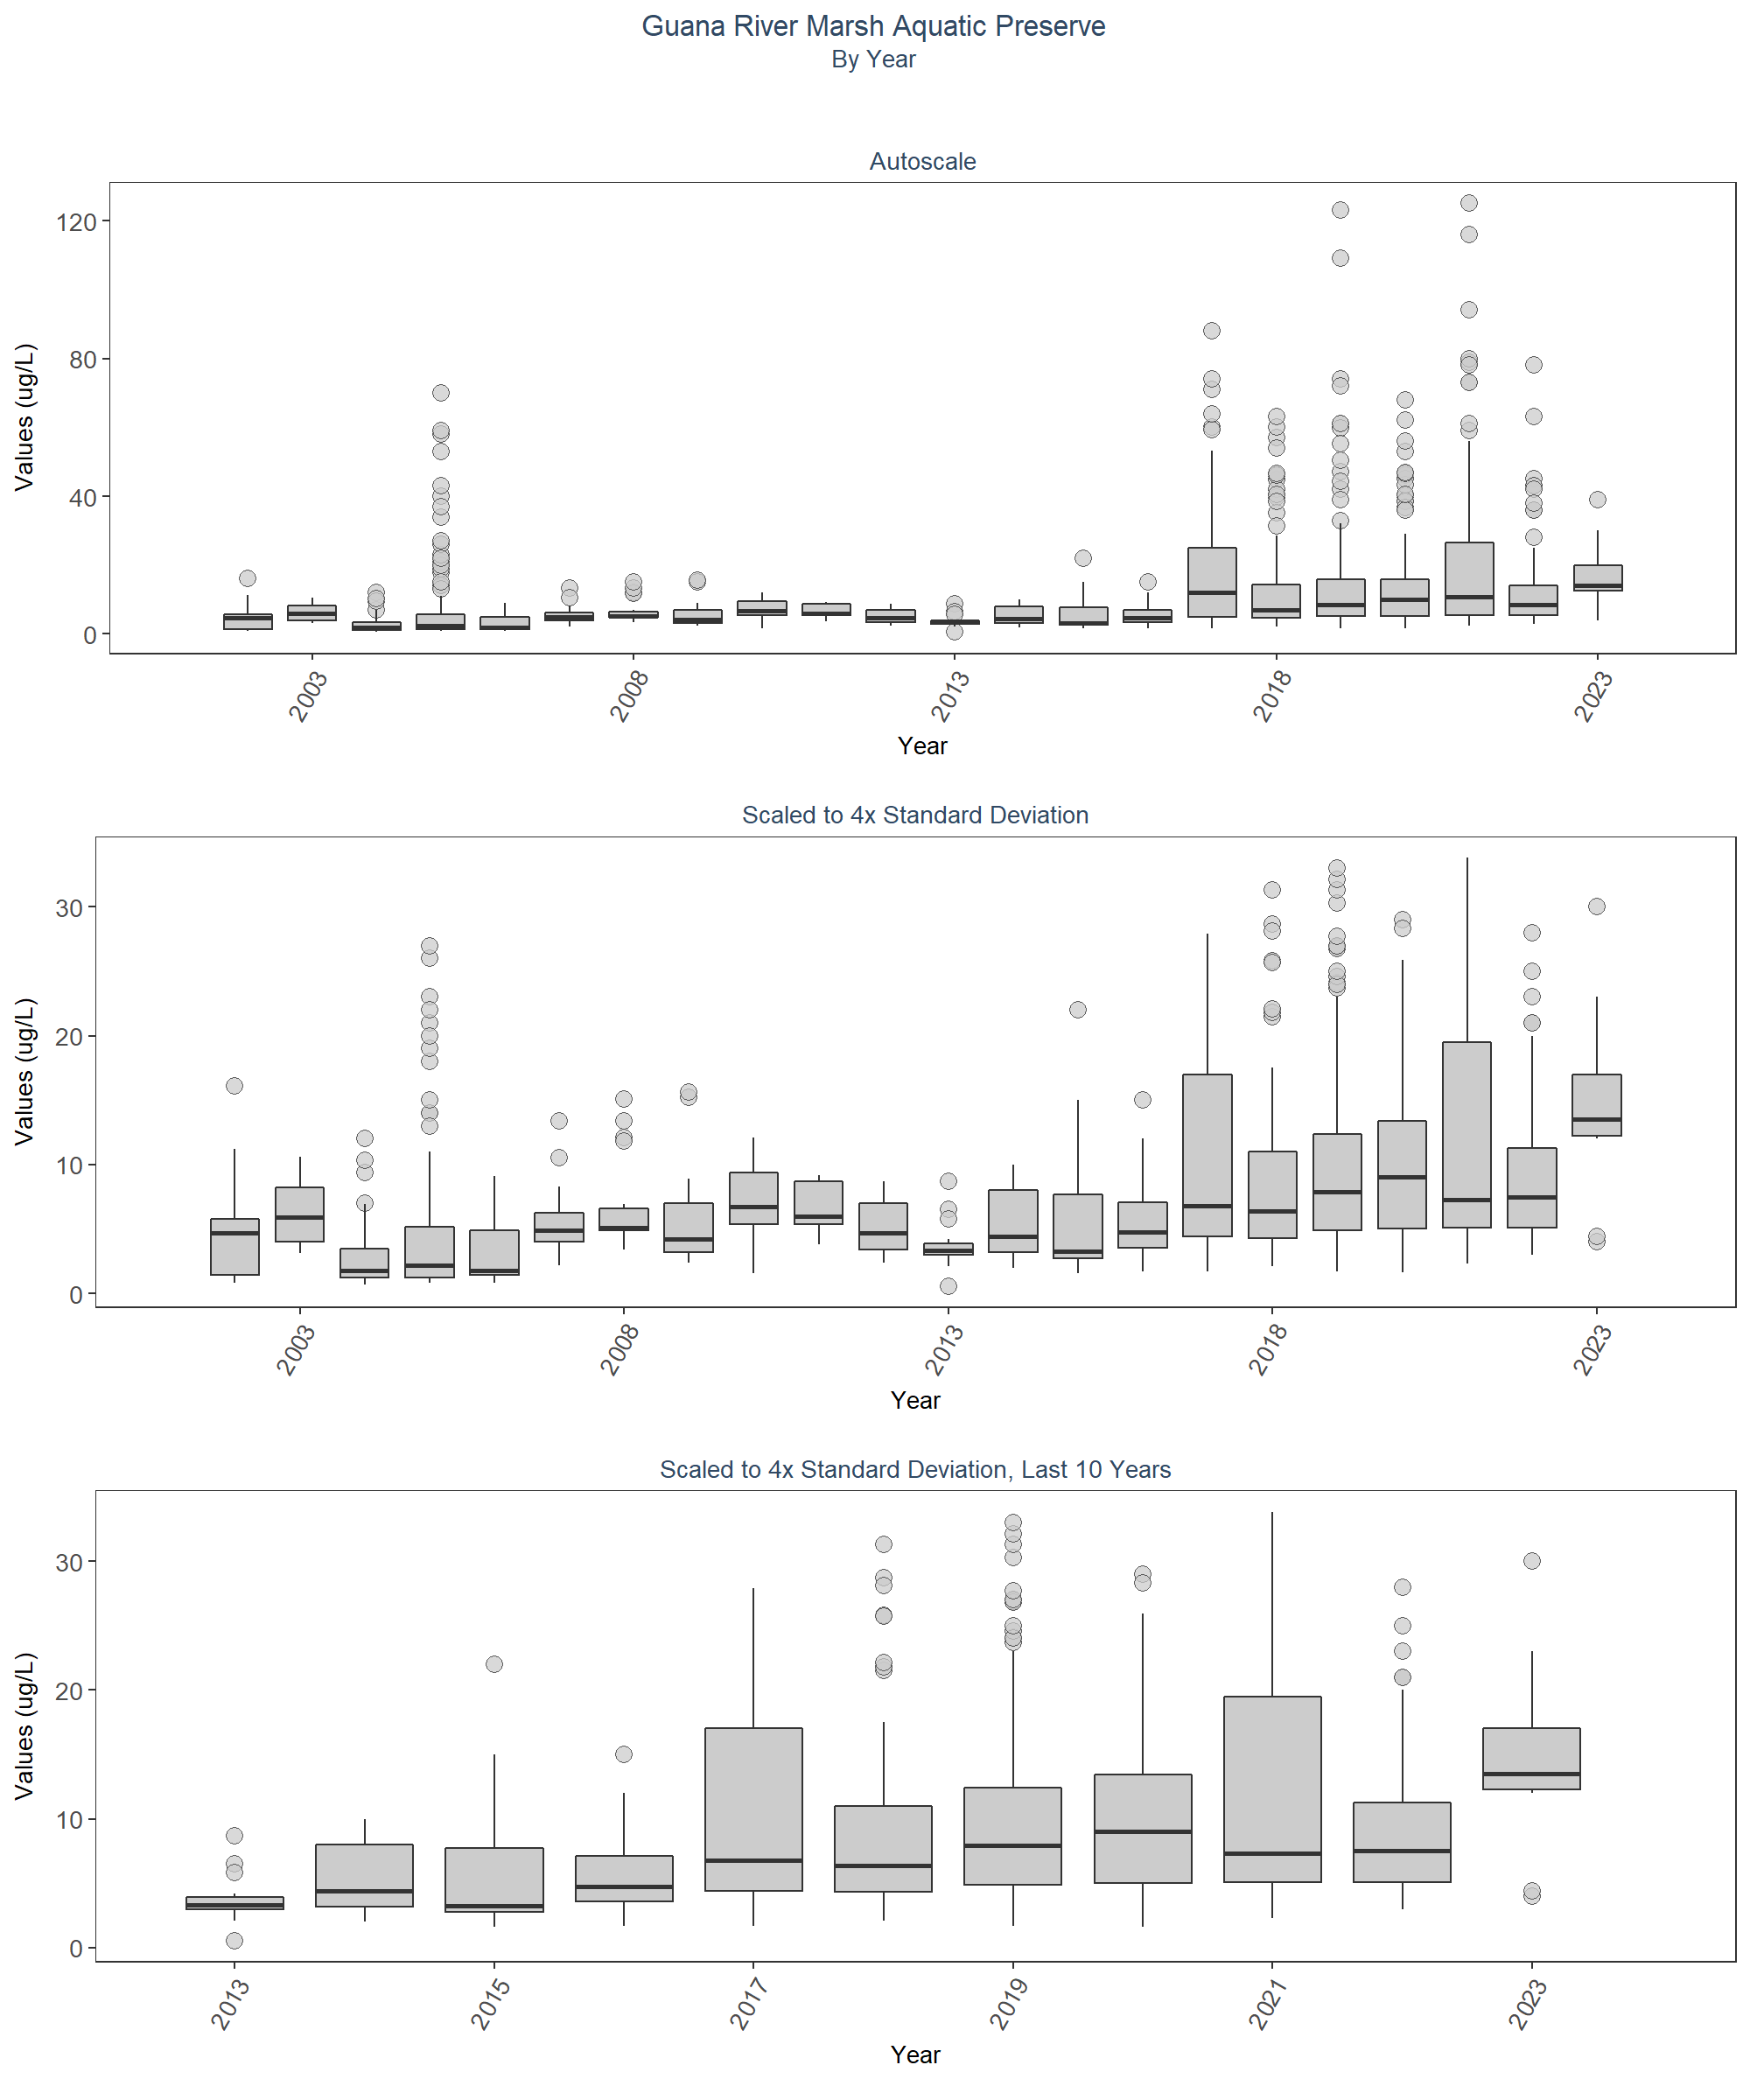 Guana River Marsh Aquatic Preserve
By Year
Autoscale
Values (ug/L)
120
80
40
0
2003
2008
2013
2018
2023
Year
Scaled to 4x Standard Deviation
Values (ug/L)
30
20
10
0
2003
2008
2013
2018
2023
Year
Scaled to 4x Standard Deviation, Last 10 Years
Values (ug/L)
30
20
10
0
2013
2015
2017
2019
2021
2023
Year